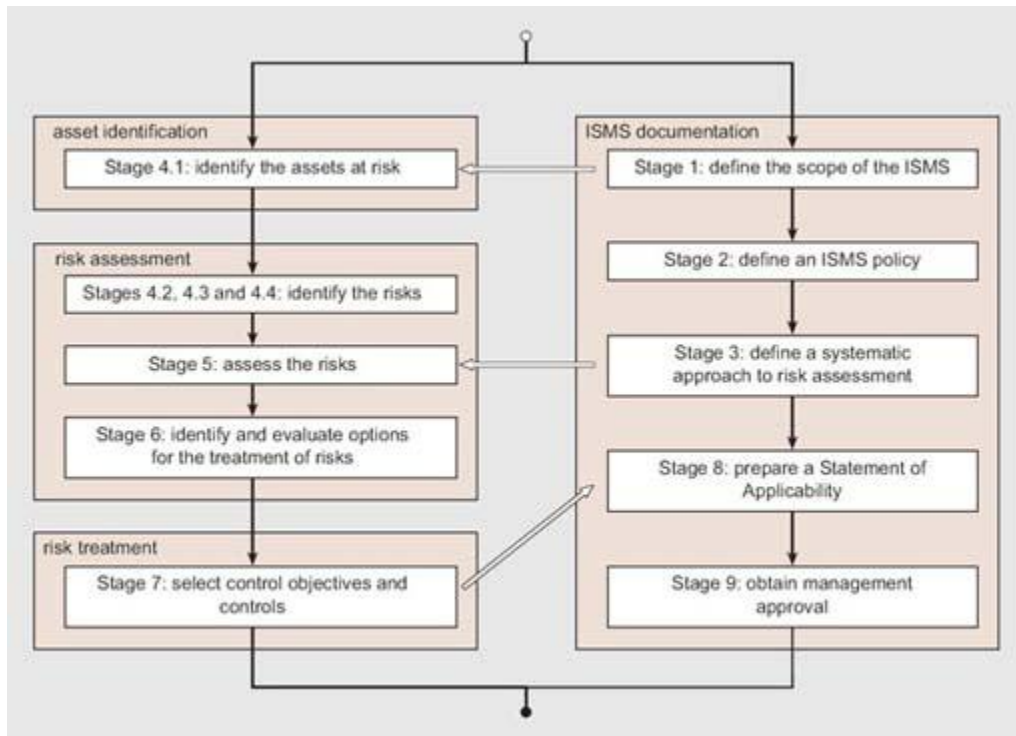 asset identification
Stage 4.1: identify the assets at risk
risk assessment
Stages 4.2, 4.3 and 4.4: identify the risks
Stage 5: assess the risks
Stage 6: identify and evaluate options
for the treatment of risks
risk treatment
Stage 7: select control objectives and
controls
ISMS documentation
Stage 1: define the scope of the ISMS
Stage 2: define an ISMS policy
Stage 3: define a systematic
approach to risk assessment
Stage 8: prepare a Statement of
Applicability
Stage 9: obtain management
approval